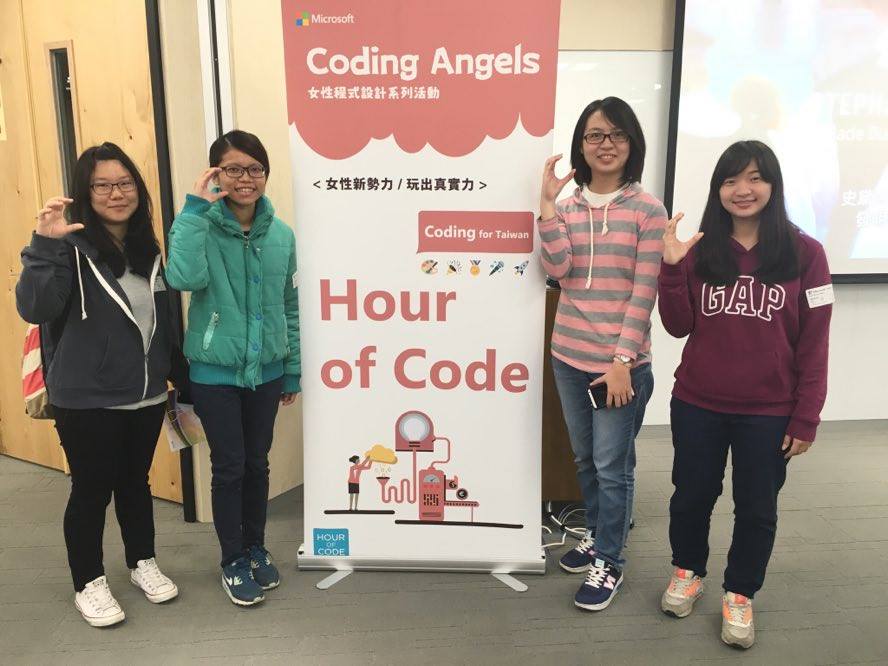 Microsoft
Coding Angels
女性程式設計系列活動
< 女性新勢力 / 玩出真實力 >
Coding for Taiwan
Hour
of Code
HOUR
OF
CODE
GAP